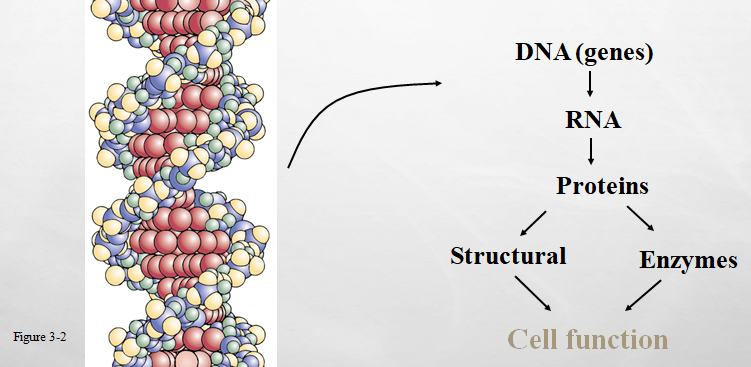 DNA (genes)
RNA
Proteins
Structural
Enzymes
Cell function
Figure 3-2